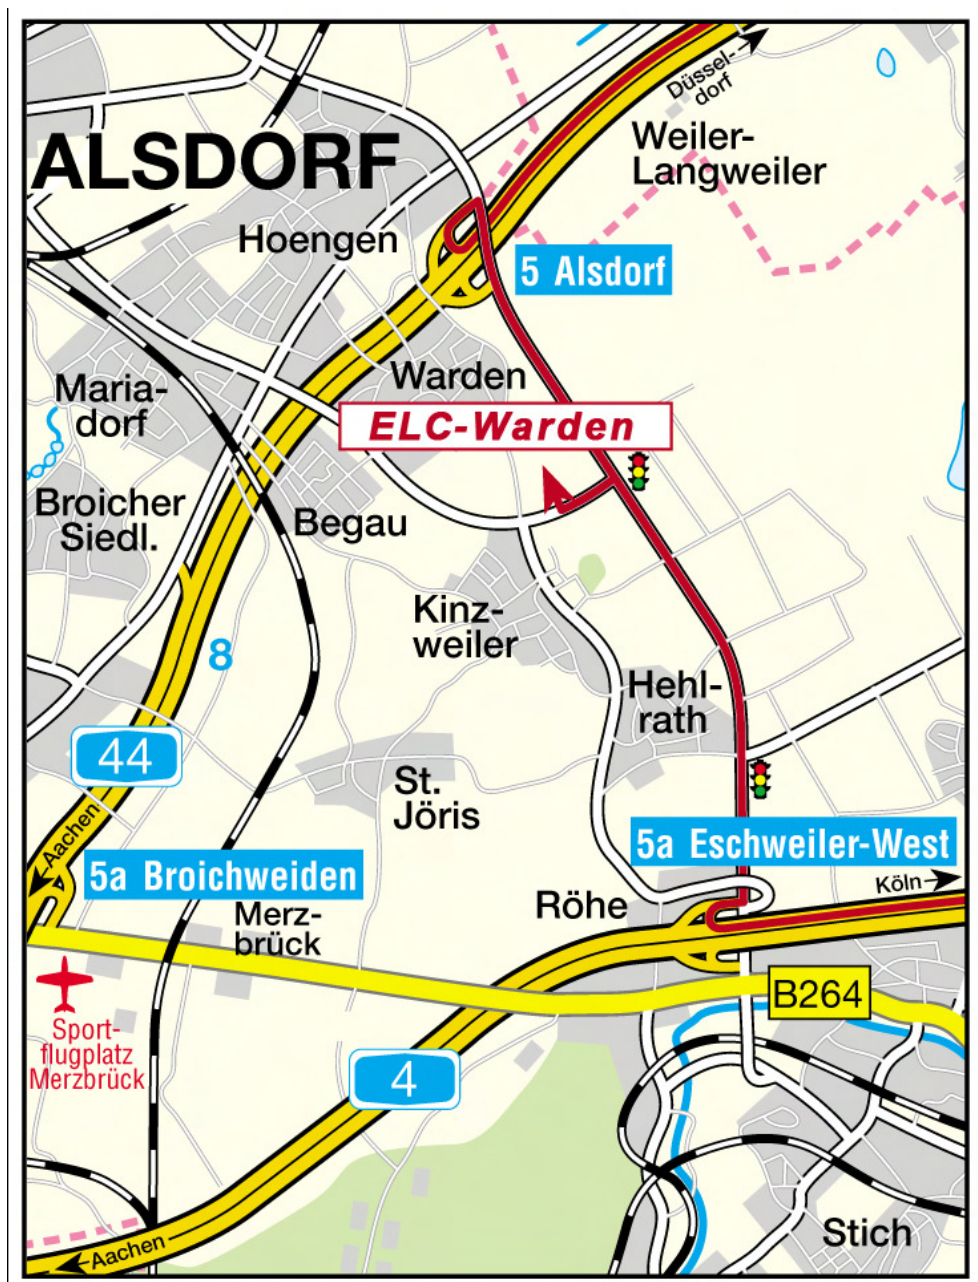 Düssel-
dorf
Weiler-
Langweiler
ALSDORF
Hoengen
5 Alsdorf
Warden
Maria-
dorf
ELC-Warden
Broicher
Siedl.
Begau
Kinz-
weiler
8
Hehl-
rath
44
St.
Jöris
Aachen
5a Eschweiler-West
5a Broichweiden
Köln
Röhe
Merz-
brück
B264
Sport-
flugplatz
Merzbrück
4
Stich
Aachen